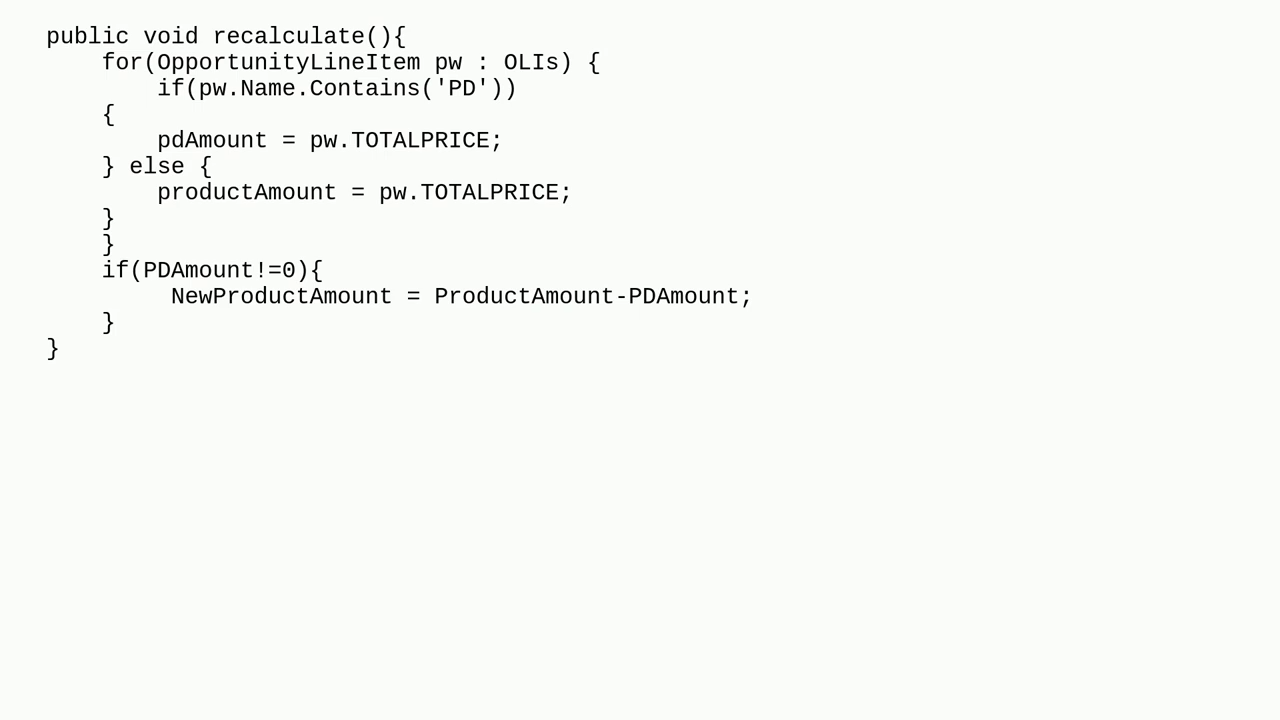 public void recalculate(){
    for(OpportunityLineItem pw : OLIs) {
        if(pw.Name.Contains('PD'))
    {
        pdAmount = pw.TOTALPRICE;
    } else {
        productAmount = pw.TOTALPRICE;
    }
    }
    if(PDAmount!=0){
         NewProductAmount = ProductAmount-PDAmount;
    }
}